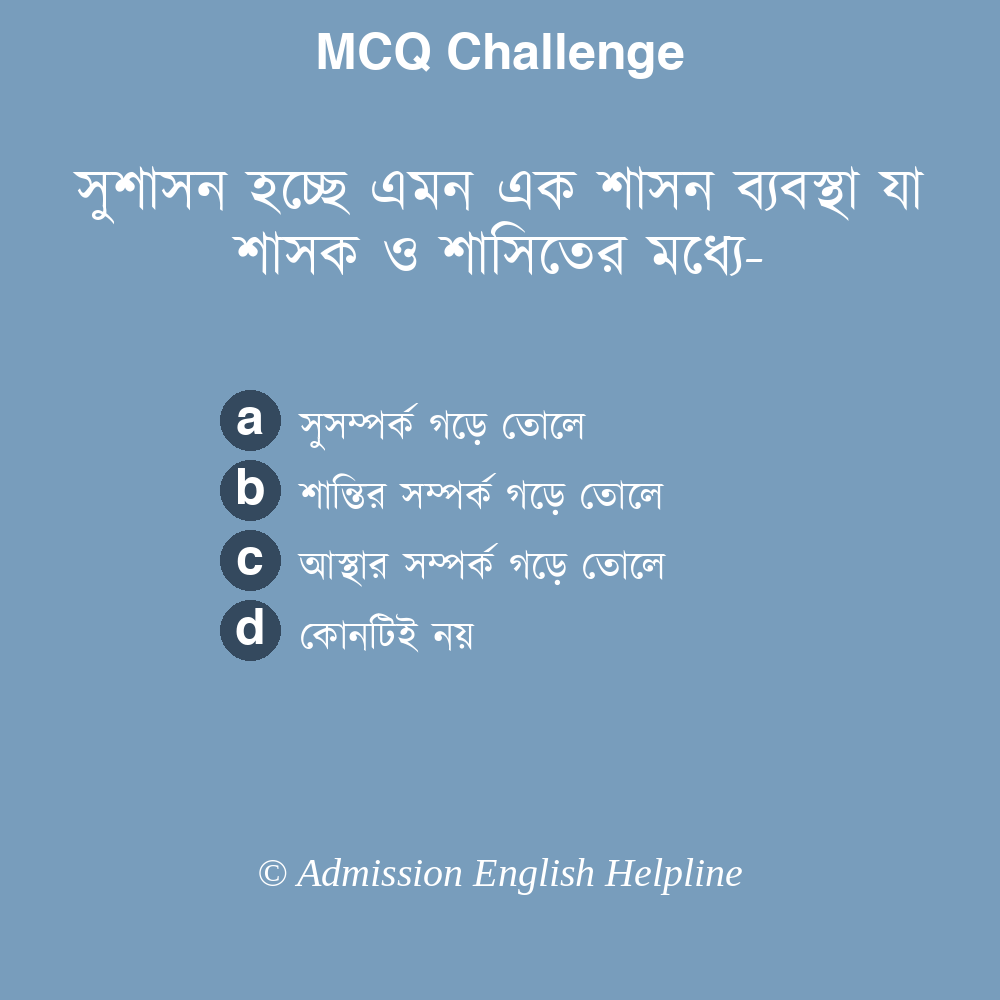 MCQ Challenge
সুশাসন হচ্ছে এমন এক শাসন ব্যবস্থা যা
শাসক ও শাসিতের মধ্যে-
a সুসম্পর্ক গড়ে তোলে
b শান্তির সম্পর্ক গড়ে তোলে
c আস্থার সম্পর্ক গড়ে তোলে
d কোনটিই নয়
© Admission English Helpline